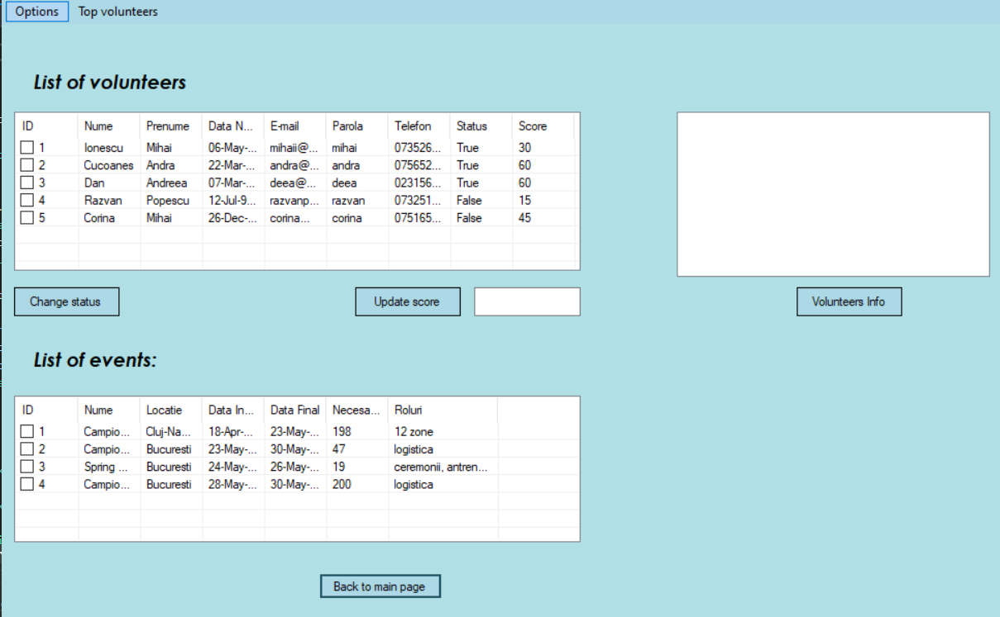 Options Top volunteers
List of volunteers
ID Nume Prenume Data N... E-mail Parola Telefon Status Score
1 Ionescu Mihai 06-May-... mihaii@... mihai 073526... True 30
2 Cucoanes Andra 22-Mar-... andra@... andra 075652... True 60
3 Dan Andreea 07-Mar-... deea@... deea 023156... True 60
4 Razvan Popescu 12-Jul-9... razvanp... razvan 073251... False 15
5 Corina Mihai 26-Dec-... corina... corina 075165... False 45
Change status Update score Volunteers Info
List of events:
ID Nume Locatie Data In... Data Final Necesa... Roluri
1 Campio... Cluj-Na... 18-Apr-... 23-May-... 198 12 zone
2 Campio... Bucuresti 23-May-... 30-May-... 47 logistica
3 Spring ... Bucuresti 24-May-... 26-May-... 19 ceremonii, antren...
4 Campio... Bucuresti 28-May-... 30-May-... 200 logistica
Back to main page